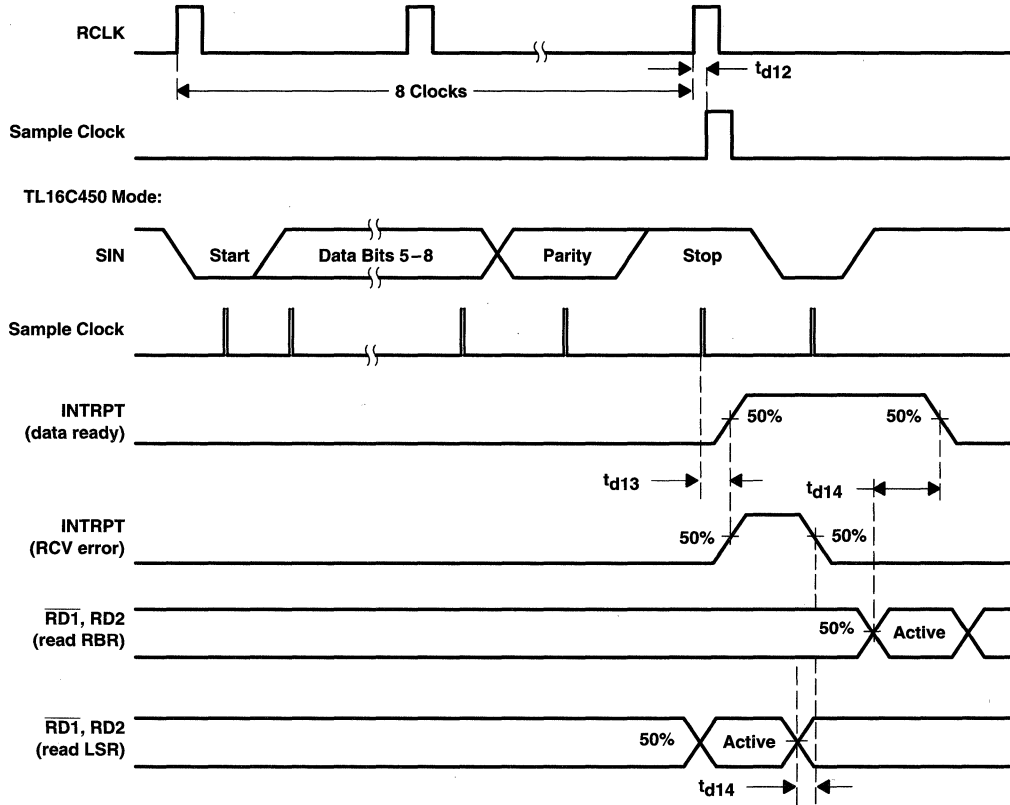 RCLK
td12
8 Clocks
Sample Clock
TL16C450 Mode:
SIN
Start
Data Bits 5–8
Parity
Stop
Sample Clock
INTRPT
(data ready)
50%
50%
td13
td14
INTRPT
(RCV error)
50%
50%
RD1, RD2
(read RBR)
50%
Active
RD1, RD2
(read LSR)
50%
Active
td14